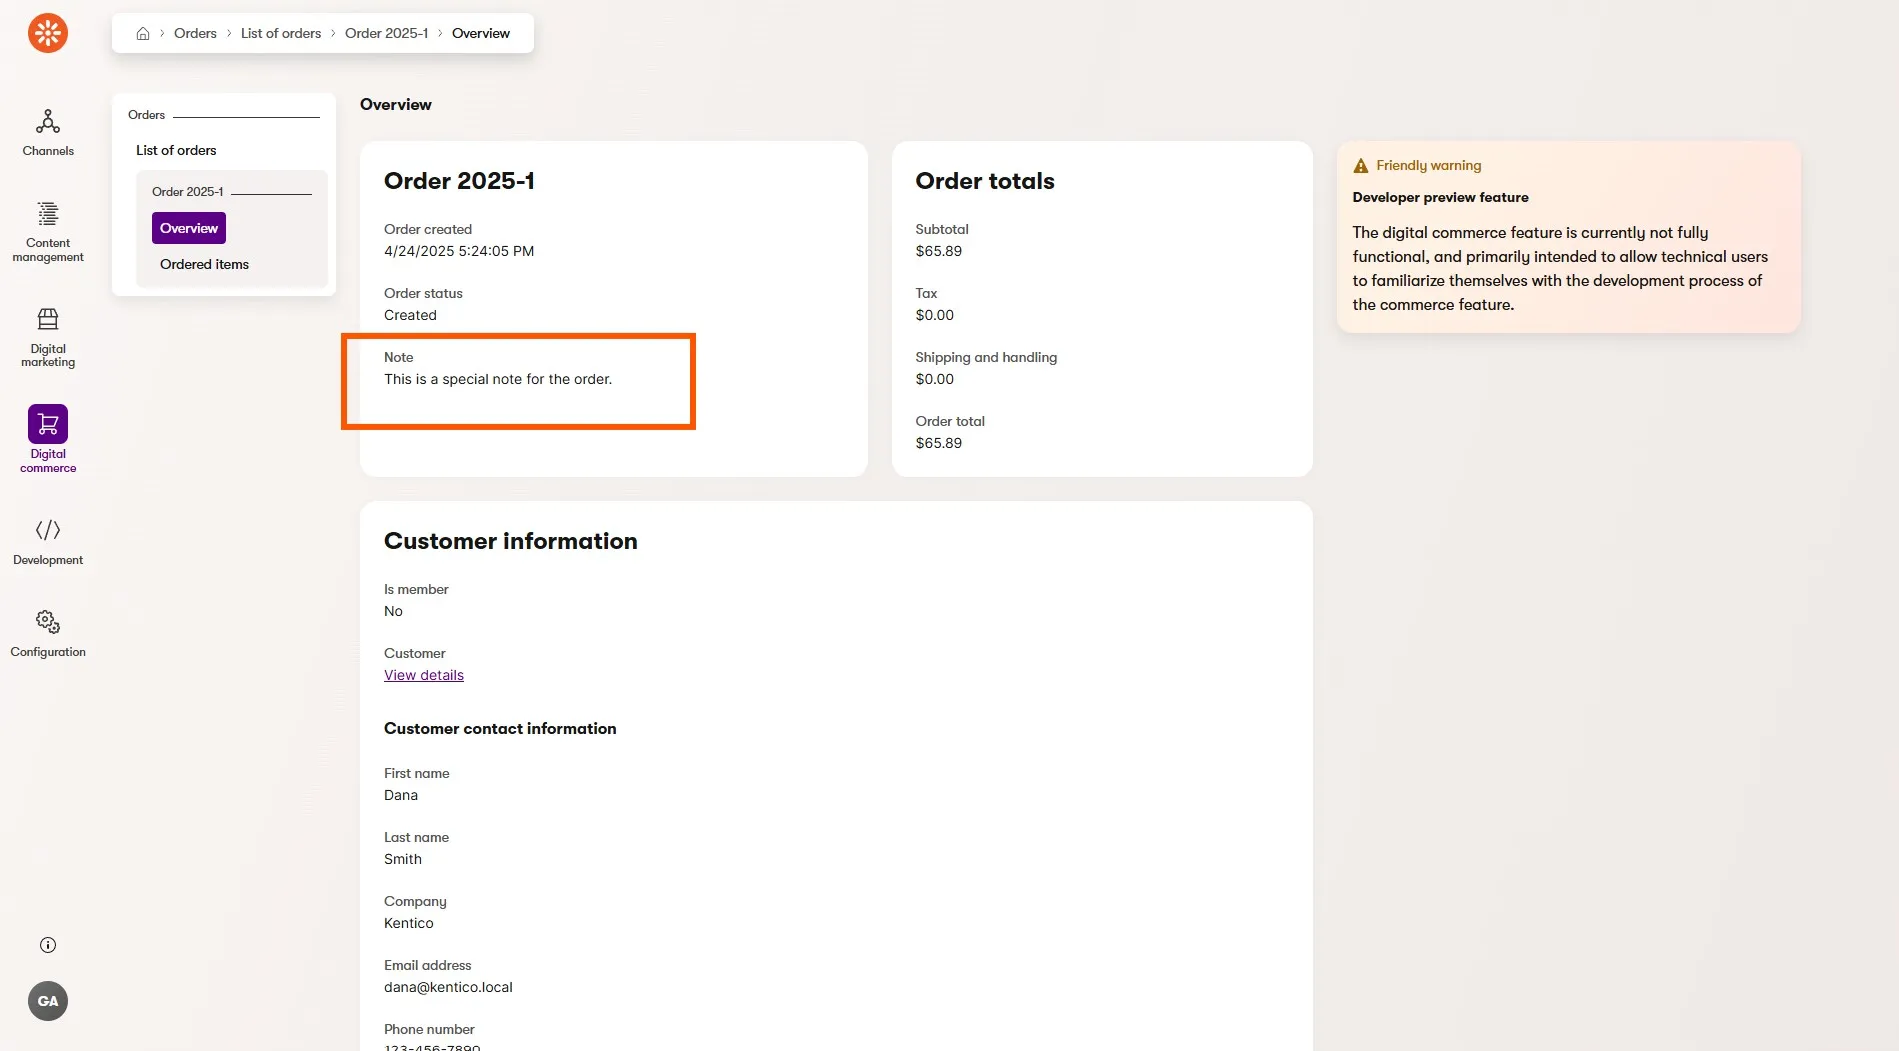 Orders
List of orders
Order 2025-1
Overview
Channels
Content
management
Digital
marketing
Digital
commerce
Development
Configuration
GA
Orders
List of orders
Order 2025-1
Overview
Ordered items
Overview
Order 2025-1
Order created
4/24/2025 5:24:05 PM
Order status
Created
Note
This is a special note for the order.
Order totals
Subtotal
$65.89
Tax
$0.00
Shipping and handling
$0.00
Order total
$65.89
Friendly warning
Developer preview feature
The digital commerce feature is currently not fully
functional, and primarily intended to allow technical users
to familiarize themselves with the development process of
the commerce feature.
Customer information
Is member
No
Customer
View details
Customer contact information
First name
Dana
Last name
Smith
Company
Kentico
Email address
dana@kentico.local
Phone number
123-456-7890